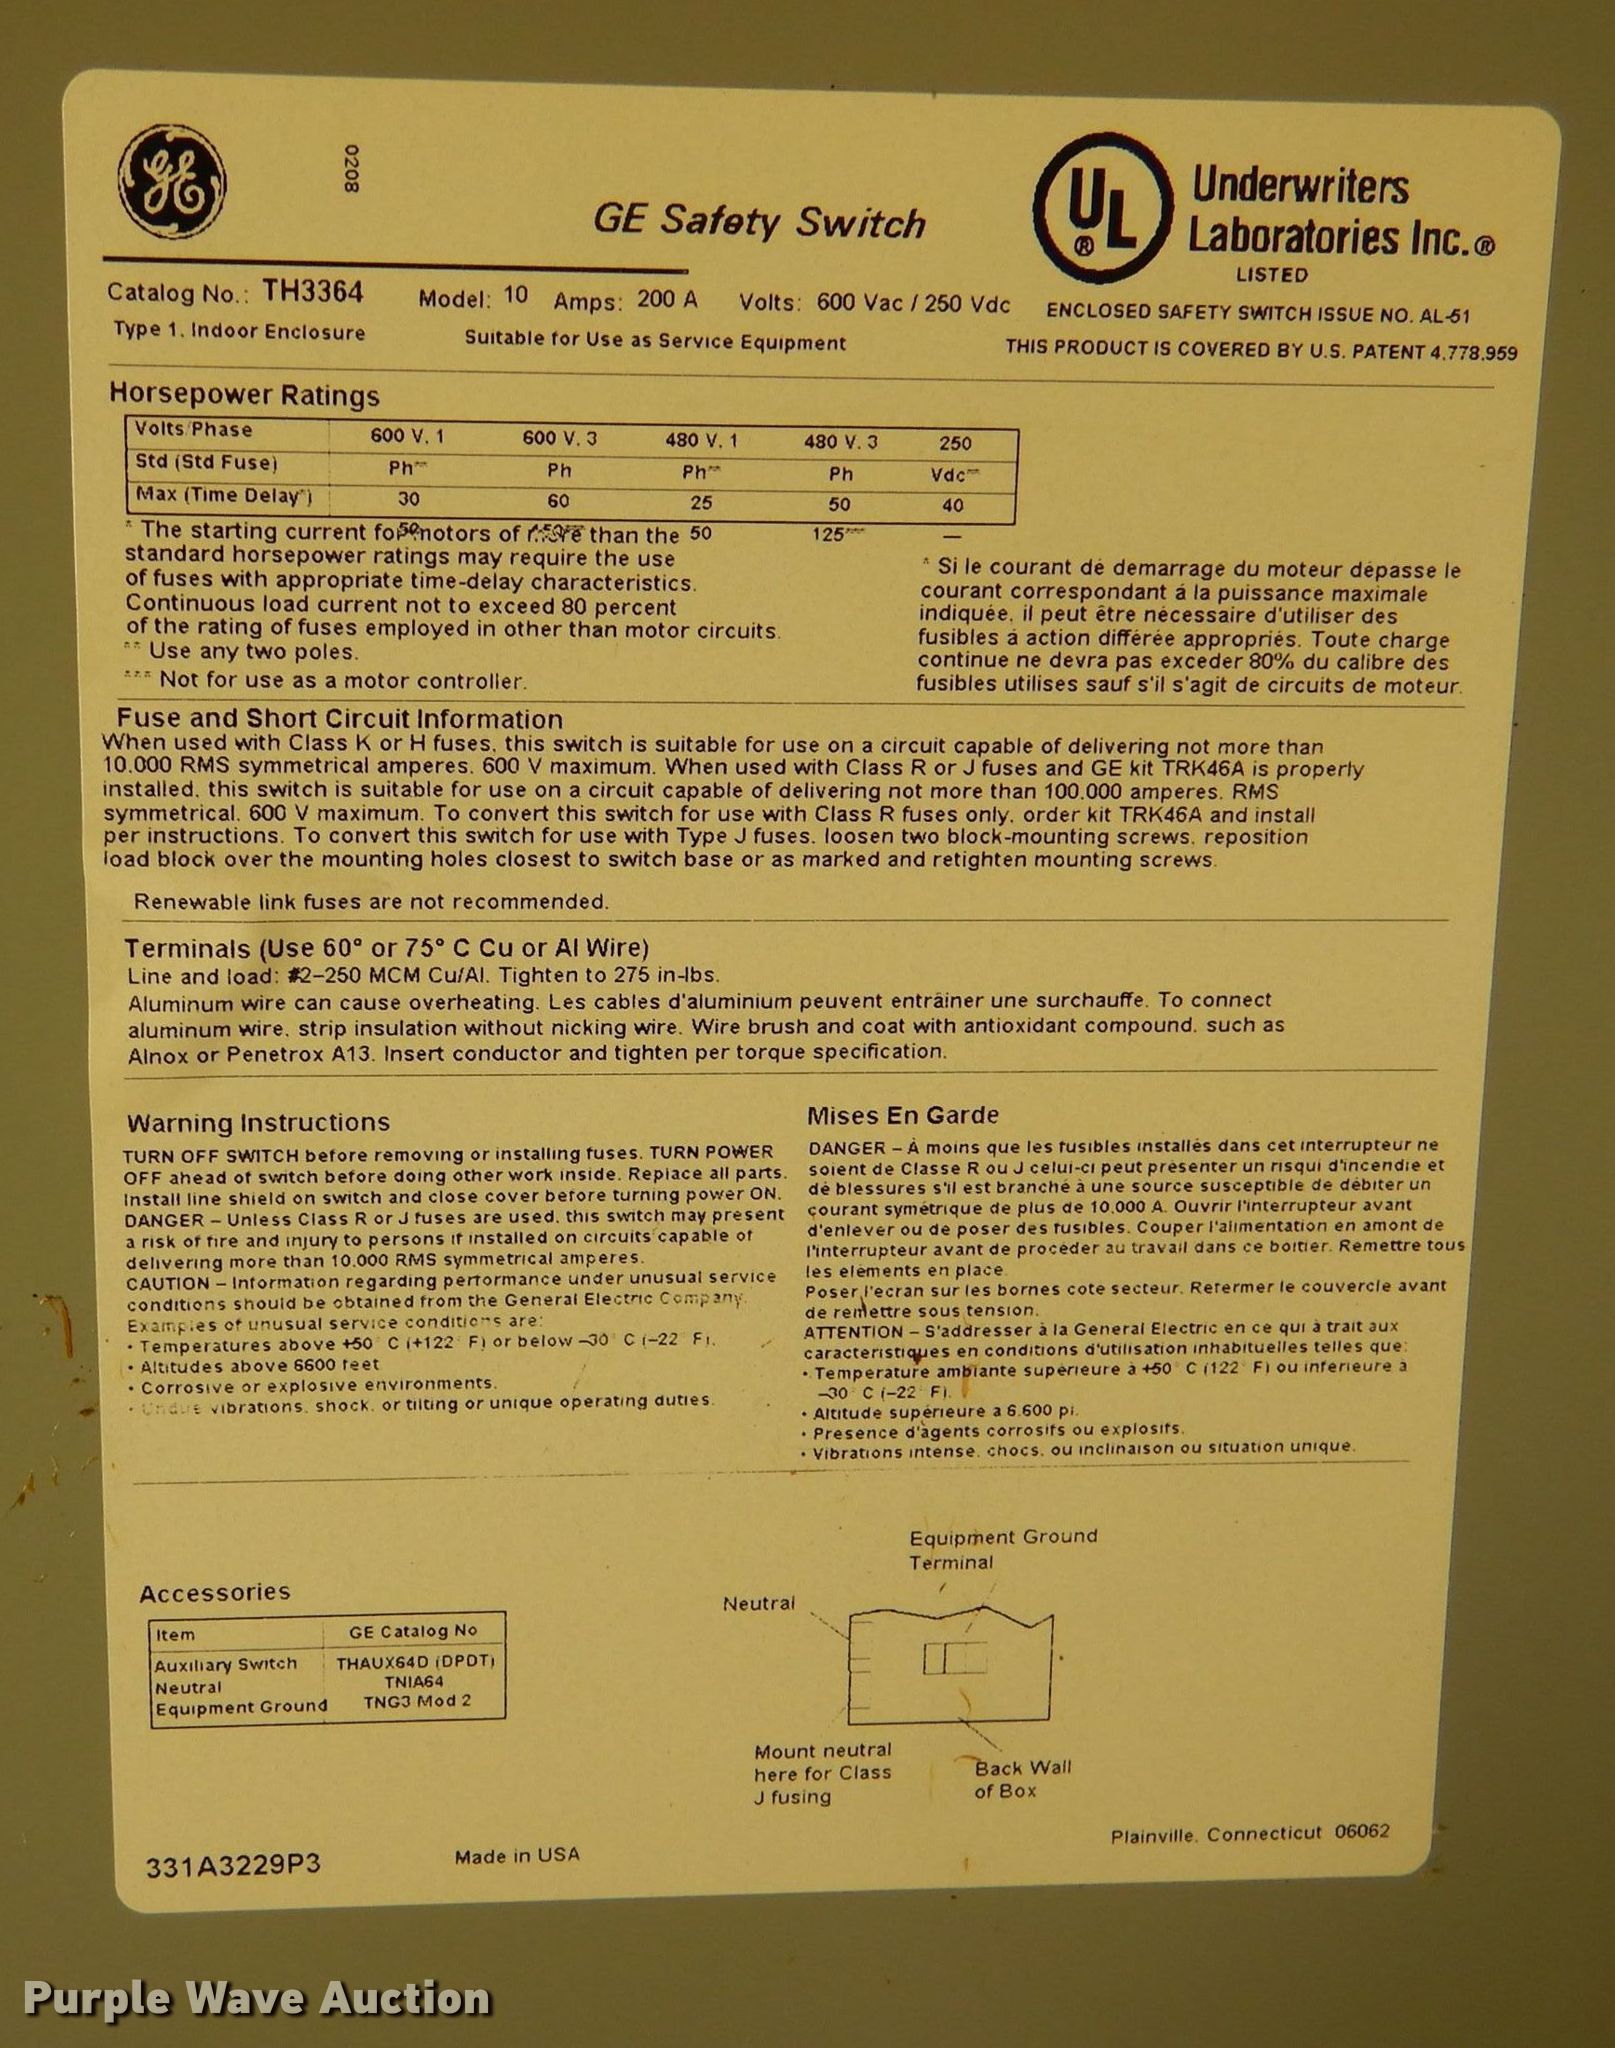 GE
0208
GE Safety Switch
UL ®
Underwriters
Laboratories Inc.®
LISTED
Catalog No.: TH3364 Model: 10 Amps: 200 A Volts: 600 Vac / 250 Vdc
ENCLOSED SAFETY SWITCH ISSUE NO. AL-51
Type 1. Indoor Enclosure Suitable for Use as Service Equipment
THIS PRODUCT IS COVERED BY U.S. PATENT 4.778.959
Horsepower Ratings
Volts/Phase 600 V. 1 600 V. 3 480 V. 1 480 V. 3 250
Std (Std Fuse) Ph** Ph Ph** Ph Vdc**
Max (Time Delay*) 30 60 25 50 40
* The starting current for motors of more than the 50 125*** —
standard horsepower ratings may require the use
of fuses with appropriate time-delay characteristics.
Continuous load current not to exceed 80 percent
of the rating of fuses employed in other than motor circuits.
** Use any two poles.
*** Not for use as a motor controller.
* Si le courant dé demarrage du moteur dépasse le
courant correspondant á la puissance maximale
indiquée, il peut être nécessaire d'utiliser des
fusibles á action différée appropriés. Toute charge
continue ne devra pas exceder 80% du calibre des
fusibles utilises sauf s'il s'agit de circuits de moteur.
Fuse and Short Circuit Information
When used with Class K or H fuses, this switch is suitable for use on a circuit capable of delivering not more than
10.000 RMS symmetrical amperes. 600 V maximum. When used with Class R or J fuses and GE kit TRK46A is properly
installed, this switch is suitable for use on a circuit capable of delivering not more than 100.000 amperes. RMS
symmetrical. 600 V maximum. To convert this switch for use with Class R fuses only, order kit TRK46A and install
per instructions. To convert this switch for use with Type J fuses, loosen two block-mounting screws, reposition
load block over the mounting holes closest to switch base or as marked and retighten mounting screws.
Renewable link fuses are not recommended.
Terminals (Use 60° or 75° C Cu or Al Wire)
Line and load: #2–250 MCM Cu/Al. Tighten to 275 in-lbs.
Aluminum wire can cause overheating. Les cables d'aluminium peuvent entrâiner une surchauffe. To connect
aluminum wire, strip insulation without nicking wire. Wire brush and coat with antioxidant compound, such as
Alnox or Penetrox A13. Insert conductor and tighten per torque specification.
Warning Instructions
TURN OFF SWITCH before removing or installing fuses. TURN POWER
OFF ahead of switch before doing other work inside. Replace all parts.
Install line shield on switch and close cover before turning power ON.
DANGER – Unless Class R or J fuses are used, this switch may present
a risk of fire and injury to persons if installed on circuits capable of
delivering more than 10.000 RMS symmetrical amperes.
CAUTION – Information regarding performance under unusual service
conditions should be obtained from the General Electric Company.
Examples of unusual service conditions are:
• Temperatures above +50° C (+122° F) or below –30° C (–22° F).
• Altitudes above 6600 feet
• Corrosive or explosive environments.
• Undue vibrations, shock, or tilting or unique operating duties.
Mises En Garde
DANGER – À moins que les fusibles installés dans cet interrupteur ne
soient de Classe R ou J celui-ci peut présenter un risqui d'incendie et
dé blessures s'il est branché à une source susceptible de débiter un
courant symétrique de plus de 10.000 A. Ouvrir l'interrupteur avant
d'enlever ou de poser des fusibles. Couper l'alimentation en amont de
l'interrupteur avant de procéder au travail dans ce boitier. Remettre tous
les elements en place.
Poser l'ecran sur les bornes cote secteur. Refermer le couvercle avant
de remettre sous tension.
ATTENTION – S'addresser à la General Electric en ce qui à trait aux
caracteristiques en conditions d'utilisation inhabituelles telles que:
• Temperature ambiante supérieure à +50° C (122° F) ou inferieure à
–30° C (–22° F).
• Altitude supérieure a 6.600 pi.
• Presence d'agents corrosifs ou explosifs.
• Vibrations intense, chocs, ou inclinaison ou situation unique.
Accessories
Item GE Catalog No
Auxiliary Switch THAUX64D (DPDT)
Neutral TNIA64
Equipment Ground TNG3 Mod 2
Equipment Ground
Terminal
Neutral
Mount neutral
here for Class
J fusing
Back Wall
of Box
331A3229P3
Made in USA
Plainville, Connecticut 06062
Purple Wave Auction